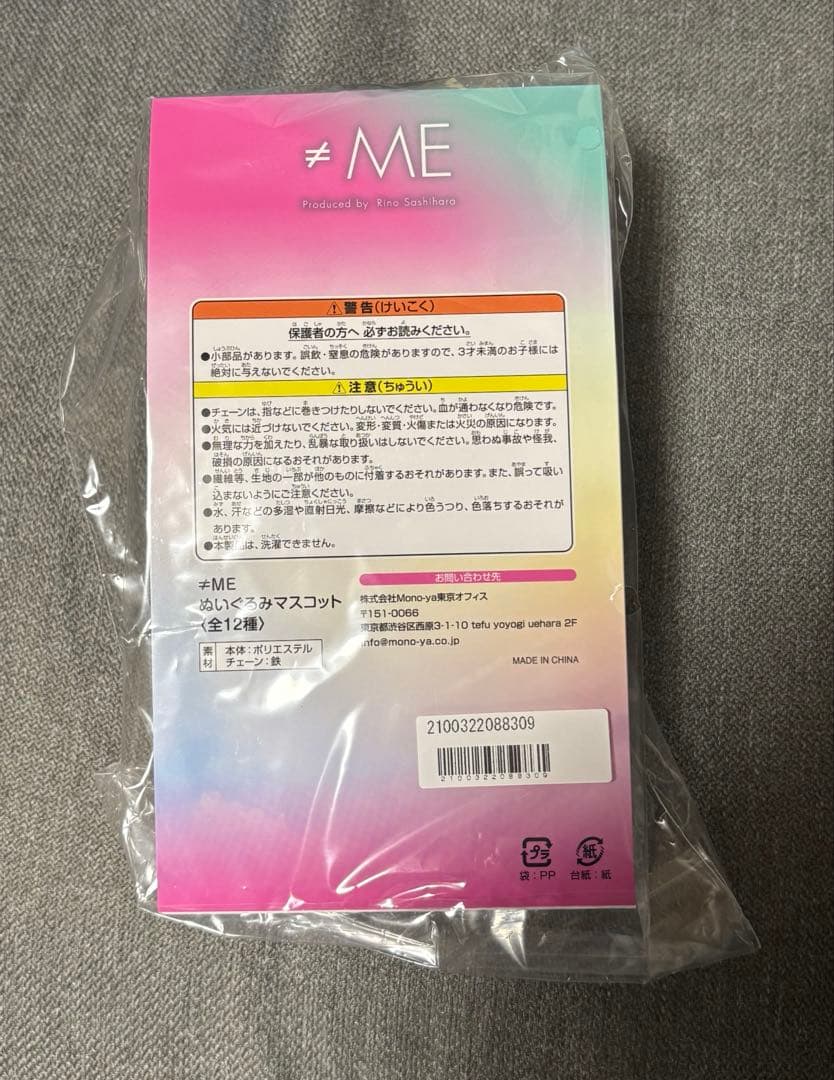 ≠ME
Produced by Rino Sashihara
⚠警告(けいこく)
保護者の方へ 必ずお読みください。
●小部品があります。誤飲・窒息の危険がありますので、3才未満のお子様には
絶対に与えないでください。
⚠注意(ちゅうい)
●チェーンは、指などに巻きつけたりしないでください。血が通わなくなり危険です。
●火気には近づけないでください。変形・変質・火傷または火災の原因になります。
●無理な力を加えたり、乱暴な取り扱いはしないでください。思わぬ事故や怪我、
破損の原因になるおそれがあります。
●繊維等、生地の一部が他のものに付着するおそれがあります。また、誤って吸い
込まないようにご注意ください。
●水、汗などの多湿や直射日光、摩擦などにより色うつり、色落ちするおそれが
あります。
●本製品は、洗濯できません。
≠ME
ぬいぐるみマスコット
〈全12種〉
素材
本体:ポリエステル
チェーン:鉄
お問い合わせ先
株式会社Mono-ya東京オフィス
〒151-0066
東京都渋谷区西原3-1-10 tefu yoyogi uehara 2F
info@mono-ya.co.jp
MADE IN CHINA
2100322088309
2100322088309
プラ
紙
袋:PP
台紙:紙